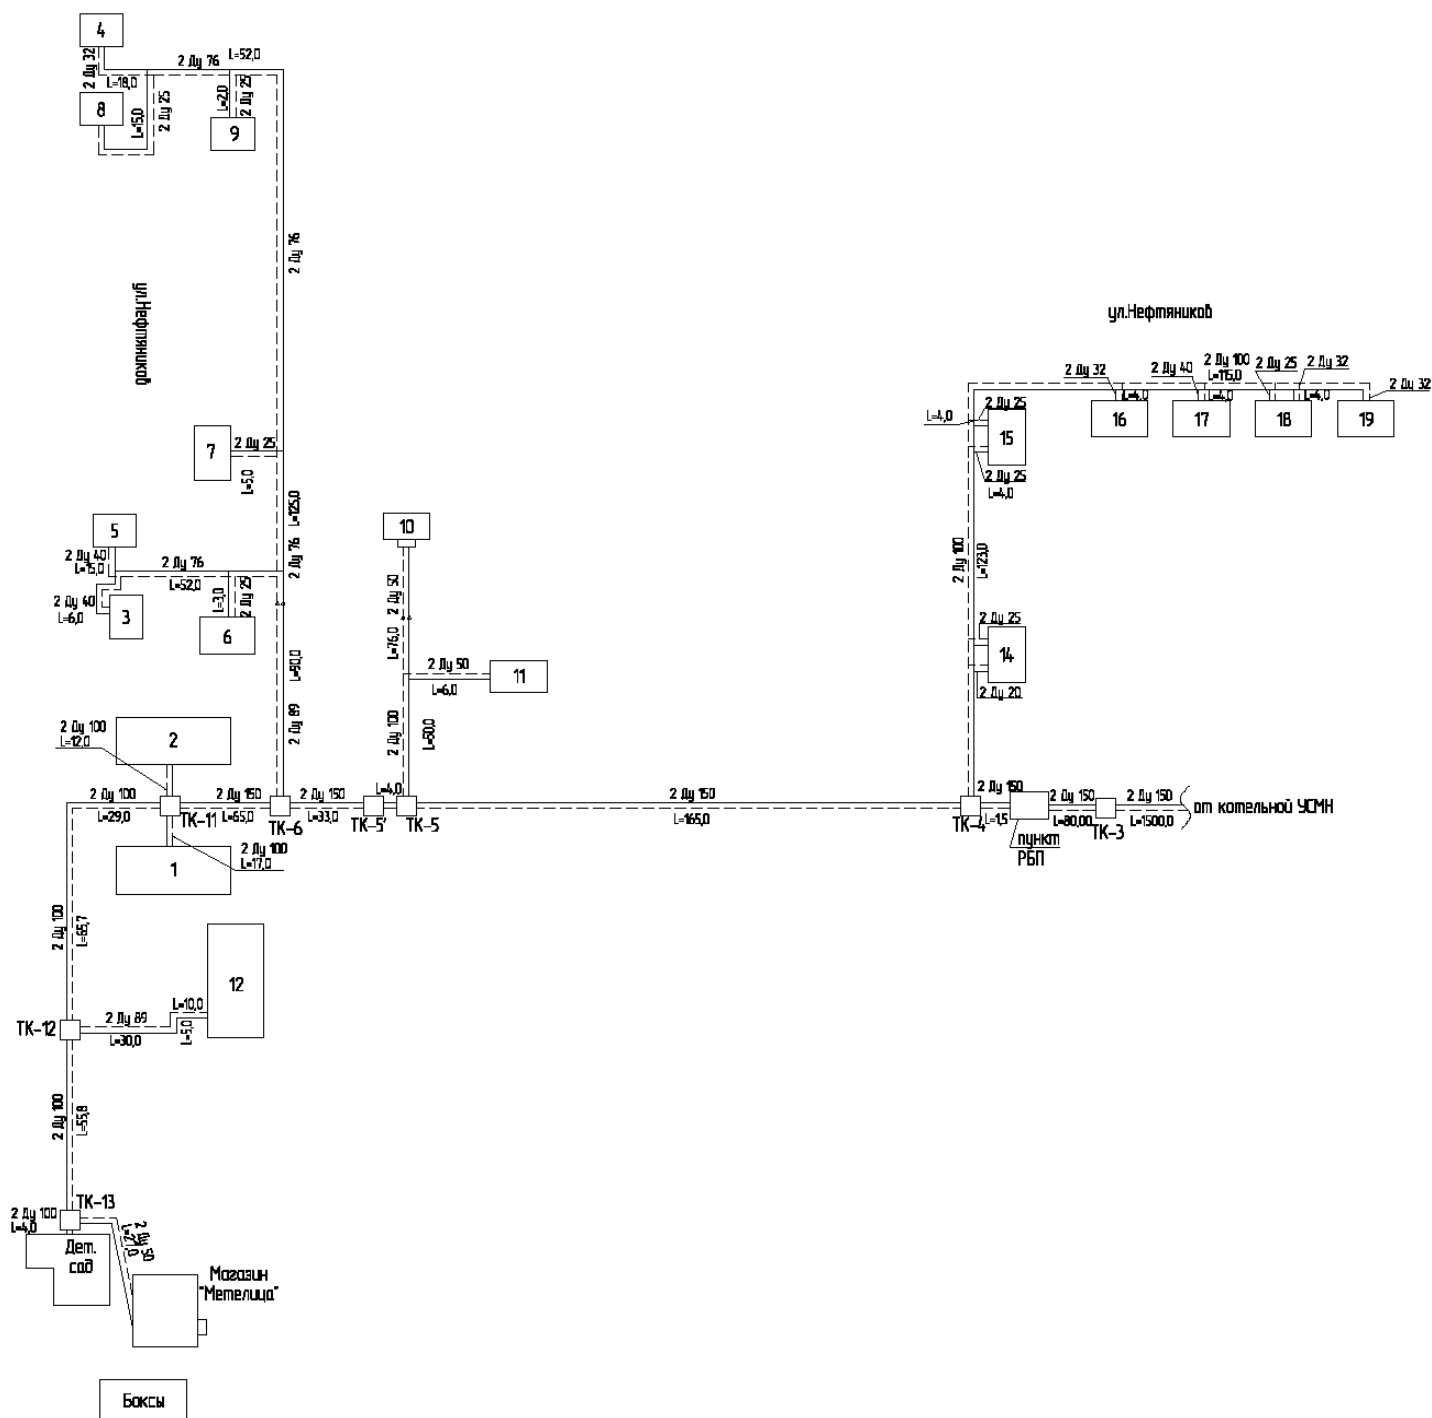 4
2 Ду 32
2 Ду 76
L=52,0
L=18,0
8
L=15,0
2 Ду 25
L=2,0
2 Ду 25
9
2 Ду 76
ул.Нефтяников
ул.Нефтяников
7
2 Ду 25
L=5,0
L=125,0
5
2 Ду 40
L=15,0
2 Ду 76
L=52,0
2 Ду 76
2 Ду 40
L=6,0
3
L=3,0
2 Ду 25
6
L=90,0
2 Ду 89
10
2 Ду 50
L=76,0
2 Ду 50
L=6,0
11
2 Ду 100
L=50,0
2 Ду 32
2 Ду 40
2 Ду 100
L=115,0
2 Ду 25
2 Ду 32
2 Ду 32
L=4,0
L=4,0
L=4,0
16
17
18
19
L=4,0
2 Ду 25
15
2 Ду 25
L=4,0
2 Ду 100
L=123,0
2 Ду 25
14
2 Ду 20
2 Ду 100
L=12,0
2
2 Ду 100
L=29,0
ТК-11
2 Ду 150
L=65,0
ТК-6
2 Ду 150
L=33,0
ТК-5'
L=4,0
ТК-5
2 Ду 150
L=165,0
ТК-4
2 Ду 150
L=1,5
пункт
РБП
2 Ду 150
L=80,00
ТК-3
2 Ду 150
L=1500,0
от котельной УСМН
1
2 Ду 100
L=17,0
2 Ду 100
L=65,7
12
ТК-12
2 Ду 89
L=30,0
L=10,0
L=5,0
2 Ду 100
L=55,8
ТК-13
2 Ду 100
L=4,0
Дет.
сад
2 Ду 50
Магазин
"Метелица"
Боксы